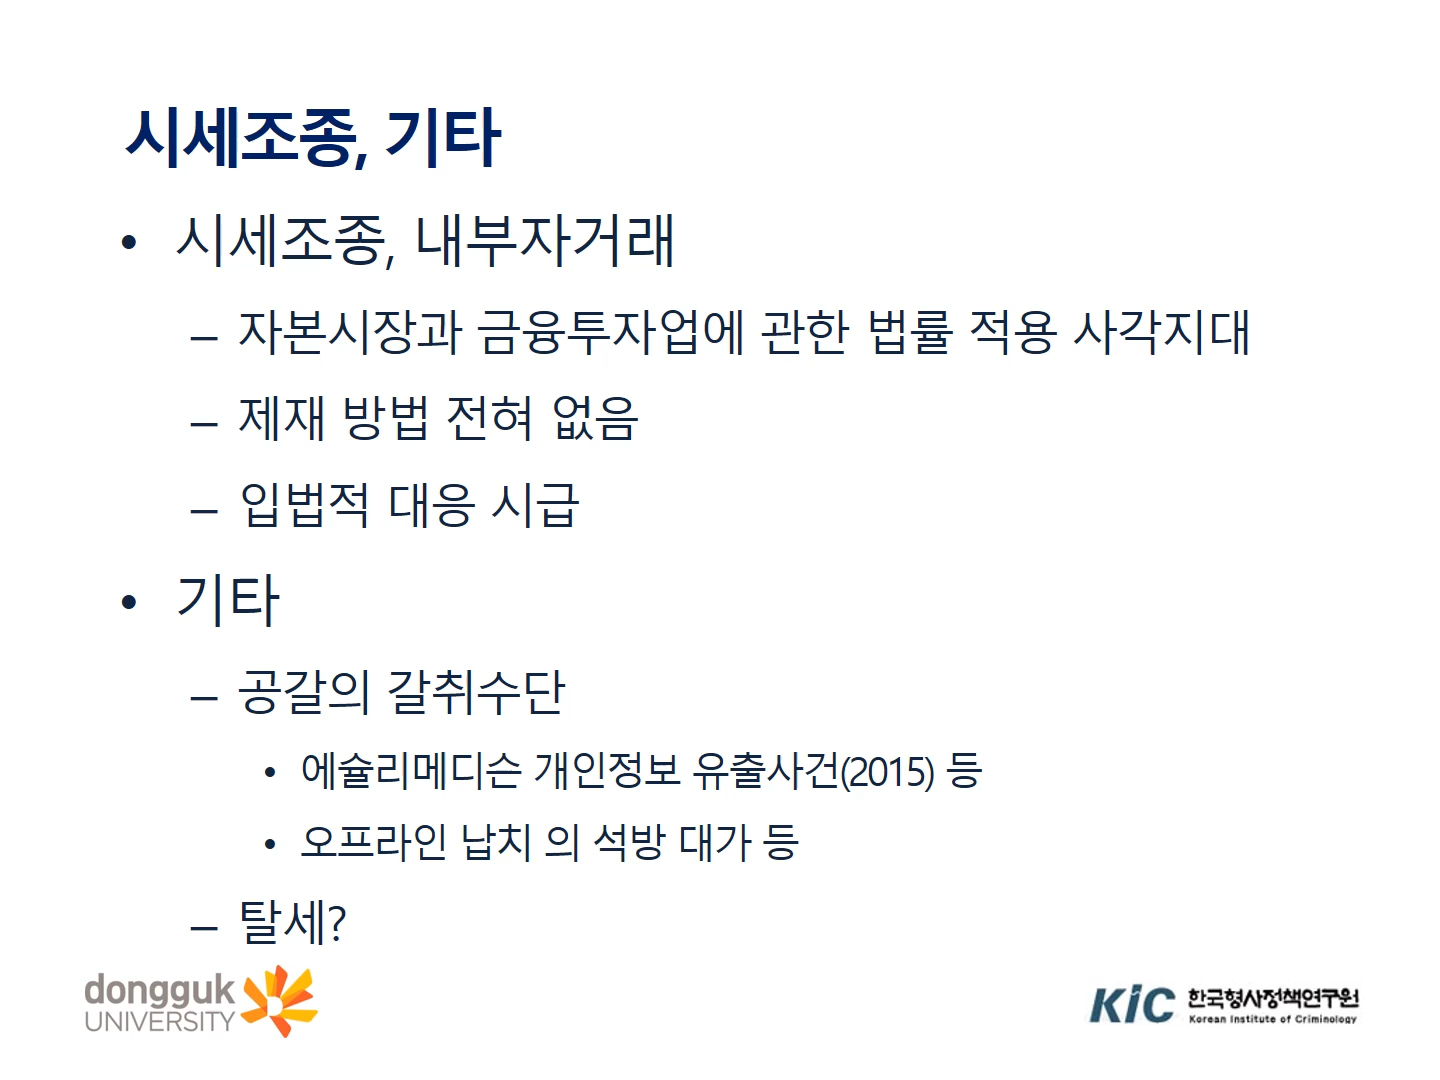 시세조종, 기타
• 시세조종, 내부자거래
– 자본시장과 금융투자업에 관한 법률 적용 사각지대
– 제재 방법 전혀 없음
– 입법적 대응 시급
• 기타
– 공갈의 갈취수단
• 에슐리메디슨 개인정보 유출사건(2015) 등
• 오프라인 납치 의 석방 대가 등
– 탈세?
dongguk
UNIVERSITY
KiC 한국형사정책연구원
Korean Institute of Criminology